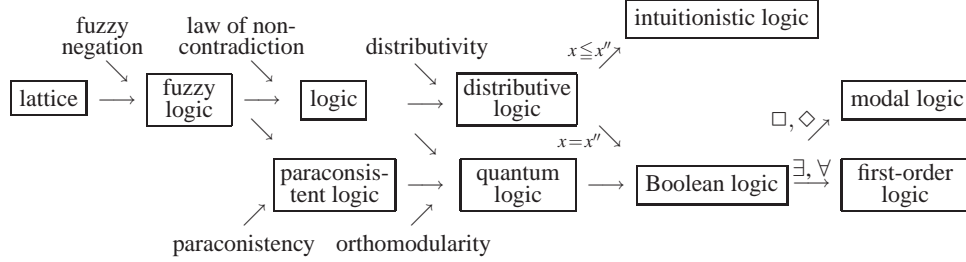 fuzzy
negation
law of non-
contradiction
distributivity
x≦x″
intuitionistic logic
lattice
fuzzy
logic
logic
distributive
logic
□, ◇
modal logic
x=x″
paraconsis-
tent logic
quantum
logic
Boolean logic
∃, ∀
first-order
logic
paraconistency
orthomodularity